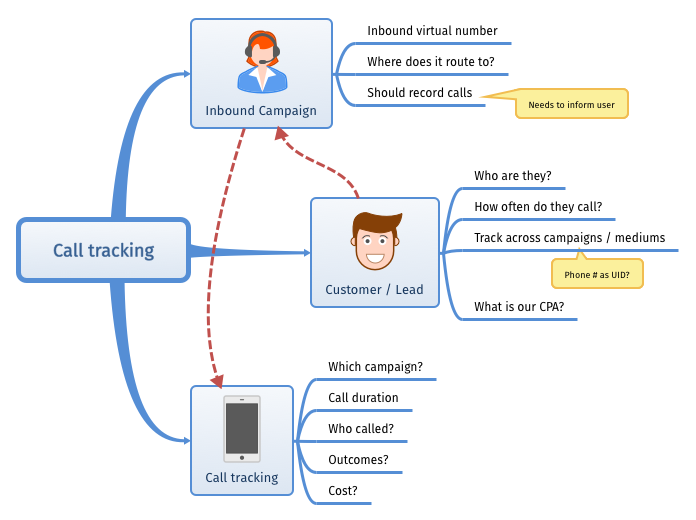 Inbound virtual number
Where does it route to?
Should record calls
Needs to inform user
Inbound Campaign
Call tracking
Who are they?
How often do they call?
Track across campaigns / mediums
Phone # as UID?
What is our CPA?
Customer / Lead
Which campaign?
Call duration
Who called?
Outcomes?
Cost?
Call tracking